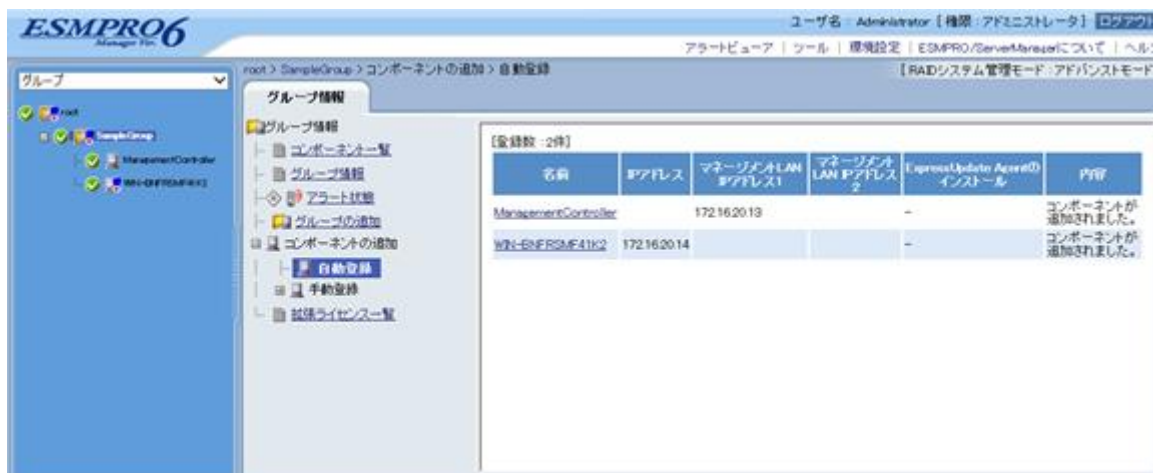 ESMPRO6
Manager Ver.
ユーザ名 : Administrator [ 権限 : アドミニストレータ ] ログアウト
アラートビューア | ツール | 環境設定 | ESMPRO/ServerManagerについて | ヘル
グループ
root
SampleGroup
ManagementController
WIN-BNFRSMF41K2
root > SampleGroup > コンポーネントの追加 > 自動登録
[ RAIDシステム管理モード : アドバンストモード
グループ情報
グループ情報
コンポーネント一覧
グループ情報
アラート状態
グループの追加
コンポーネントの追加
自動登録
手動登録
拡張ライセンス一覧
[登録数 : 2件]
名前 IPアドレス マネージメントLAN IPアドレス1 マネージメントLAN IPアドレス2 ExpressUpdate Agentのインストール 内容
ManagementController 172.16.20.13 – コンポーネントが追加されました。
WIN-BNFRSMF41K2 172.16.20.14 – コンポーネントが追加されました。